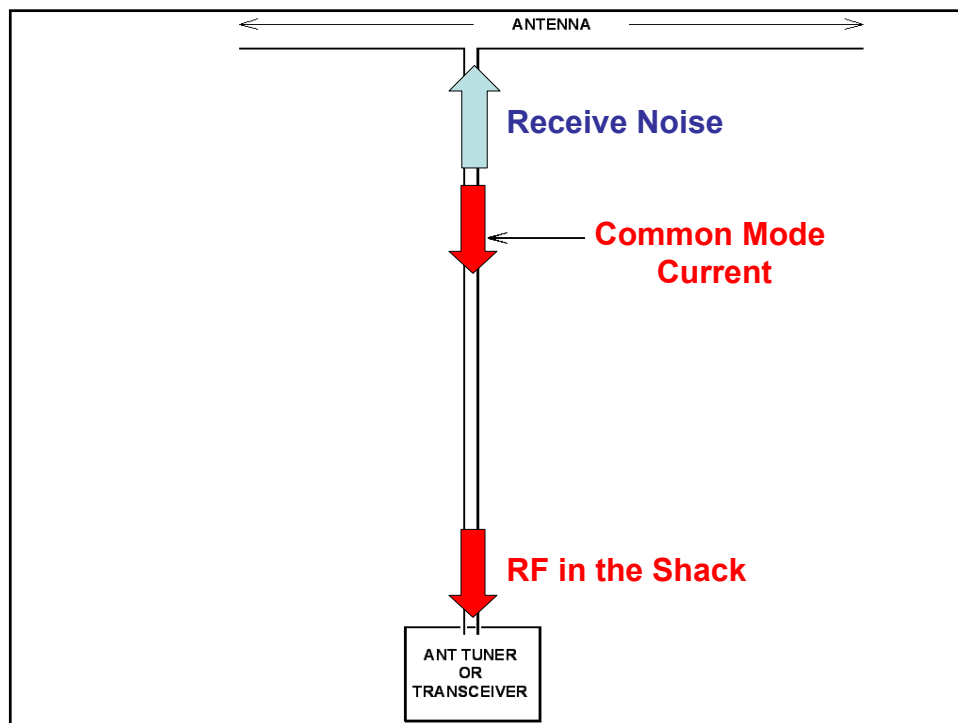 ANTENNA
Receive Noise
Common Mode
Current
RF in the Shack
ANT TUNER
OR
TRANSCEIVER